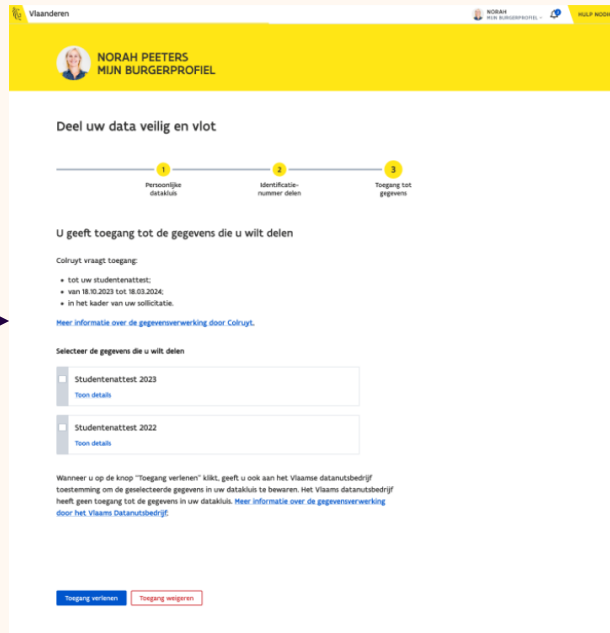 Vlaanderen
NORAH
MIJN BURGERPROFIEL
HULP NODI
NORAH PEETERS
MIJN BURGERPROFIEL
Deel uw data veilig en vlot
1
2
3
Persoonlijke
datakluis
Identificatie-
nummer delen
Toegang tot
gegevens
U geeft toegang tot de gegevens die u wilt delen
Colruyt vraagt toegang:
• tot uw studentenattest;
• van 18.10.2023 tot 18.03.2024;
• in het kader van uw sollicitatie.
Meer informatie over de gegevensverwerking door Colruyt.
Selecteer de gegevens die u wilt delen
Studentenattest 2023
Toon details
Studentenattest 2022
Toon details
Wanneer u op de knop "Toegang verlenen" klikt, geeft u ook aan het Vlaamse datanutsbedrijf
toestemming om de geselecteerde gegevens in uw datakluis te bewaren. Het Vlaams datanutsbedrijf
heeft geen toegang tot de gegevens in uw datakluis. Meer informatie over de gegevensverwerking
door het Vlaams Datanutsbedrijf.
Toegang verlenen
Toegang weigeren